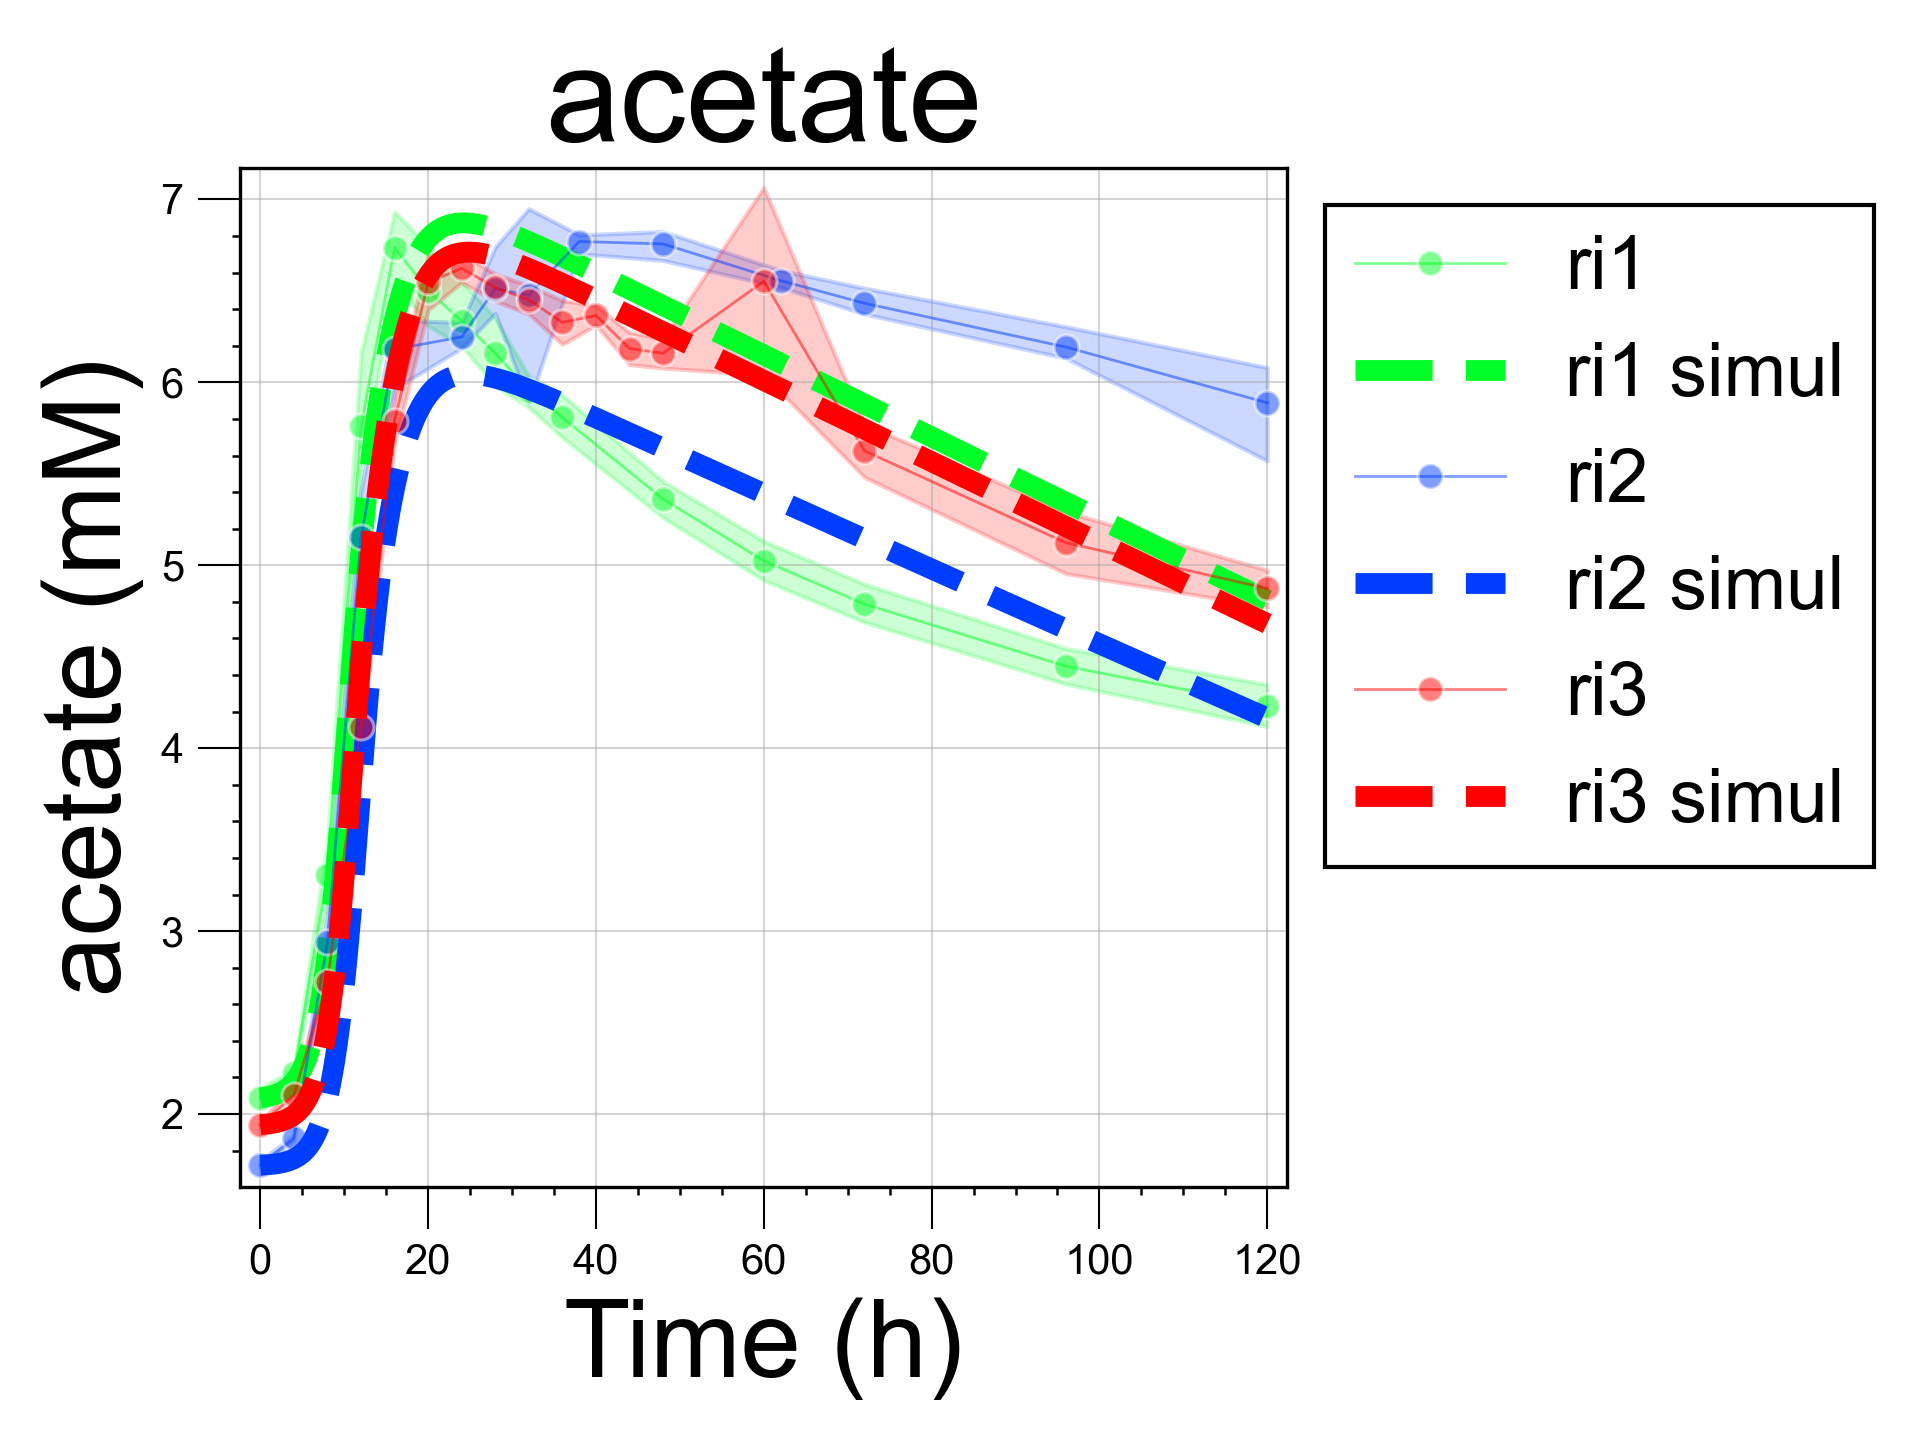 acetate
acetate (mM)
7
6
5
4
3
2
0 20 40 60 80 100 120
Time (h)
ri1
ri1 simul
ri2
ri2 simul
ri3
ri3 simul